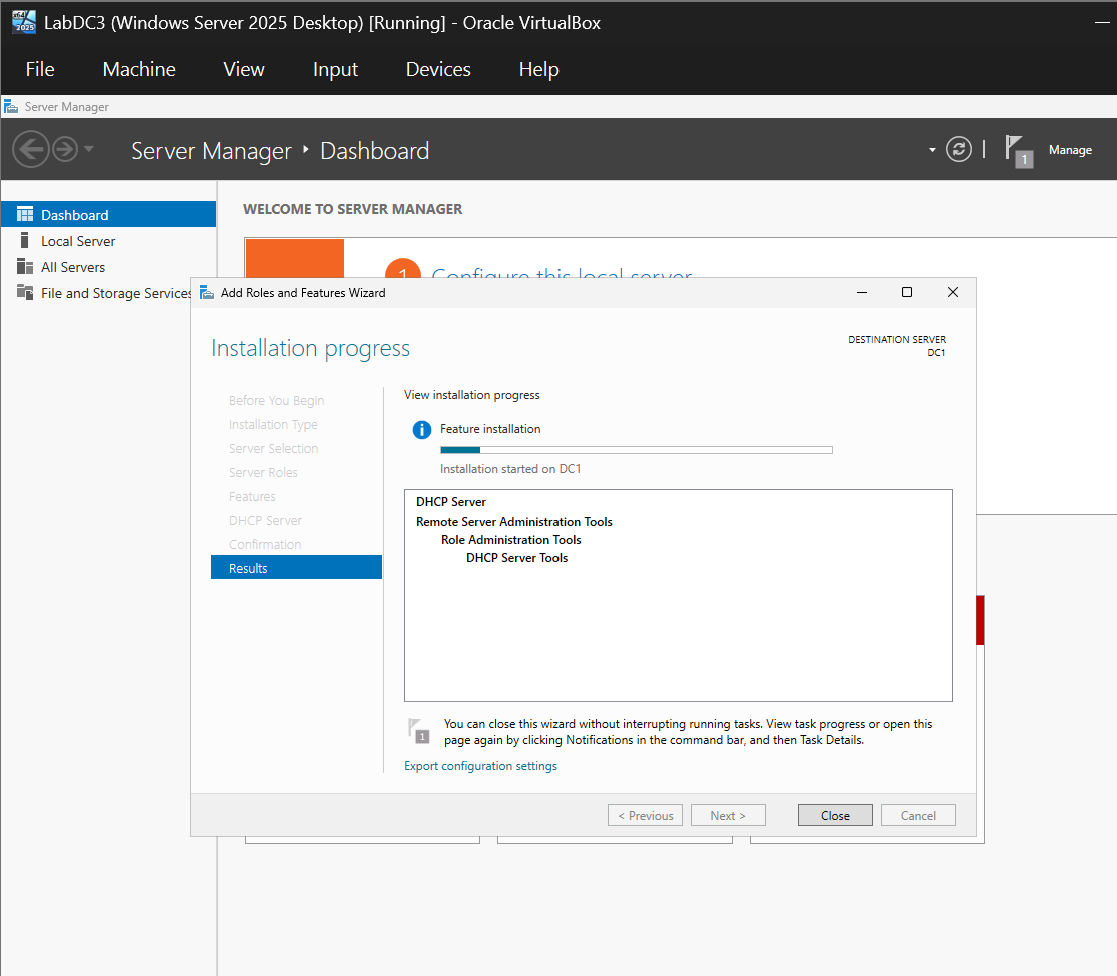 LabDC3 (Windows Server 2025 Desktop) [Running] - Oracle VirtualBox
File Machine View Input Devices Help
Server Manager
Server Manager Dashboard
1 Manage
Dashboard
Local Server
All Servers
File and Storage Services
WELCOME TO SERVER MANAGER
1 Configure this local server
Add Roles and Features Wizard
Installation progress
DESTINATION SERVER
DC1
Before You Begin
Installation Type
Server Selection
Server Roles
Features
DHCP Server
Confirmation
Results
View installation progress
Feature installation
Installation started on DC1
DHCP Server
Remote Server Administration Tools
Role Administration Tools
DHCP Server Tools
1
You can close this wizard without interrupting running tasks. View task progress or open this
page again by clicking Notifications in the command bar, and then Task Details.
Export configuration settings
< Previous Next > Close Cancel